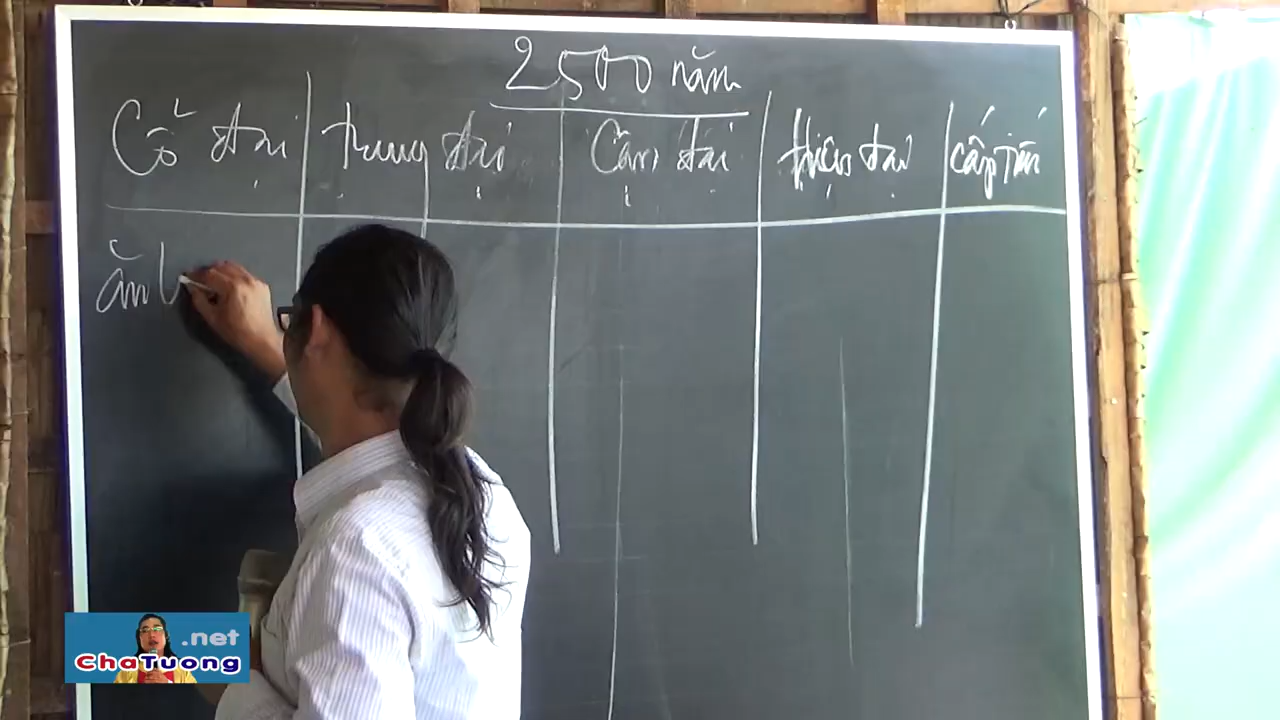 2500 năm
Cổ đại trung đại Cận đại hiện đại cấp tiến
ăn l
.net
ChaTuong